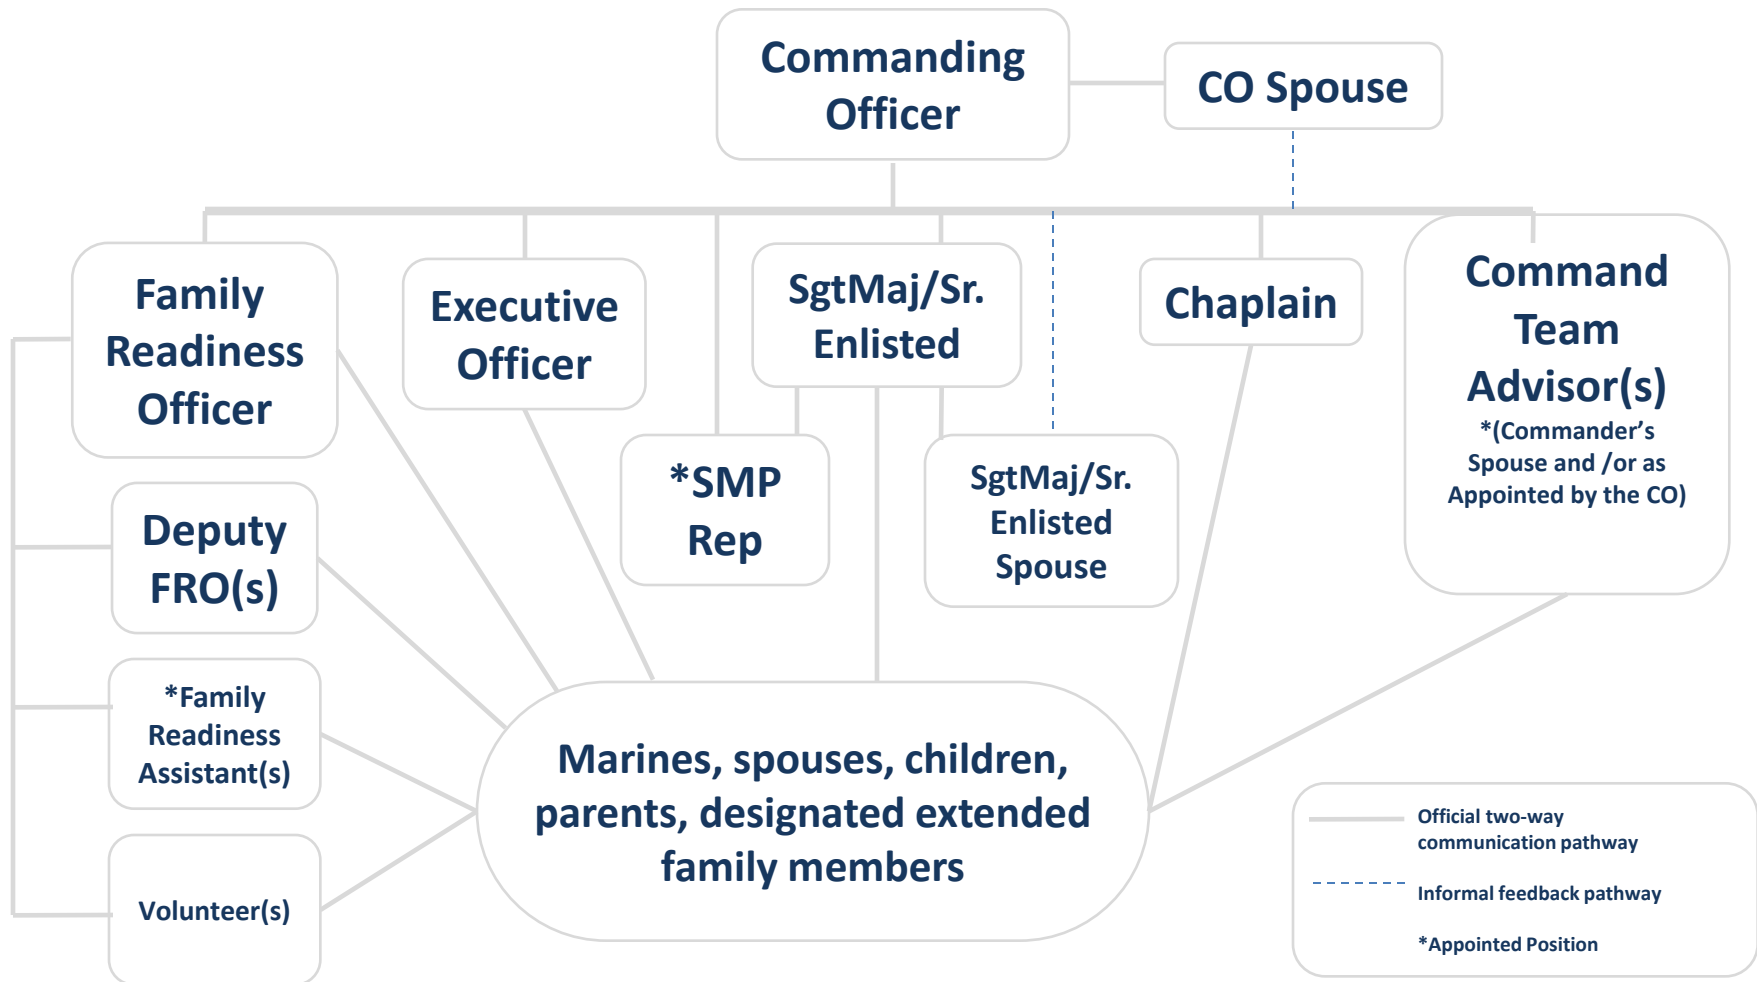 Commanding
Officer
CO Spouse
Family
Readiness
Officer
Executive
Officer
SgtMaj/Sr.
Enlisted
Chaplain
Command
Team
Advisor(s)
*(Commander’s
Spouse and /or as
Appointed by the CO)
*SMP
Rep
SgtMaj/Sr.
Enlisted
Spouse
Deputy
FRO(s)
*Family
Readiness
Assistant(s)
Volunteer(s)
Marines, spouses, children,
parents, designated extended
family members
Official two-way
communication pathway
Informal feedback pathway
*Appointed Position